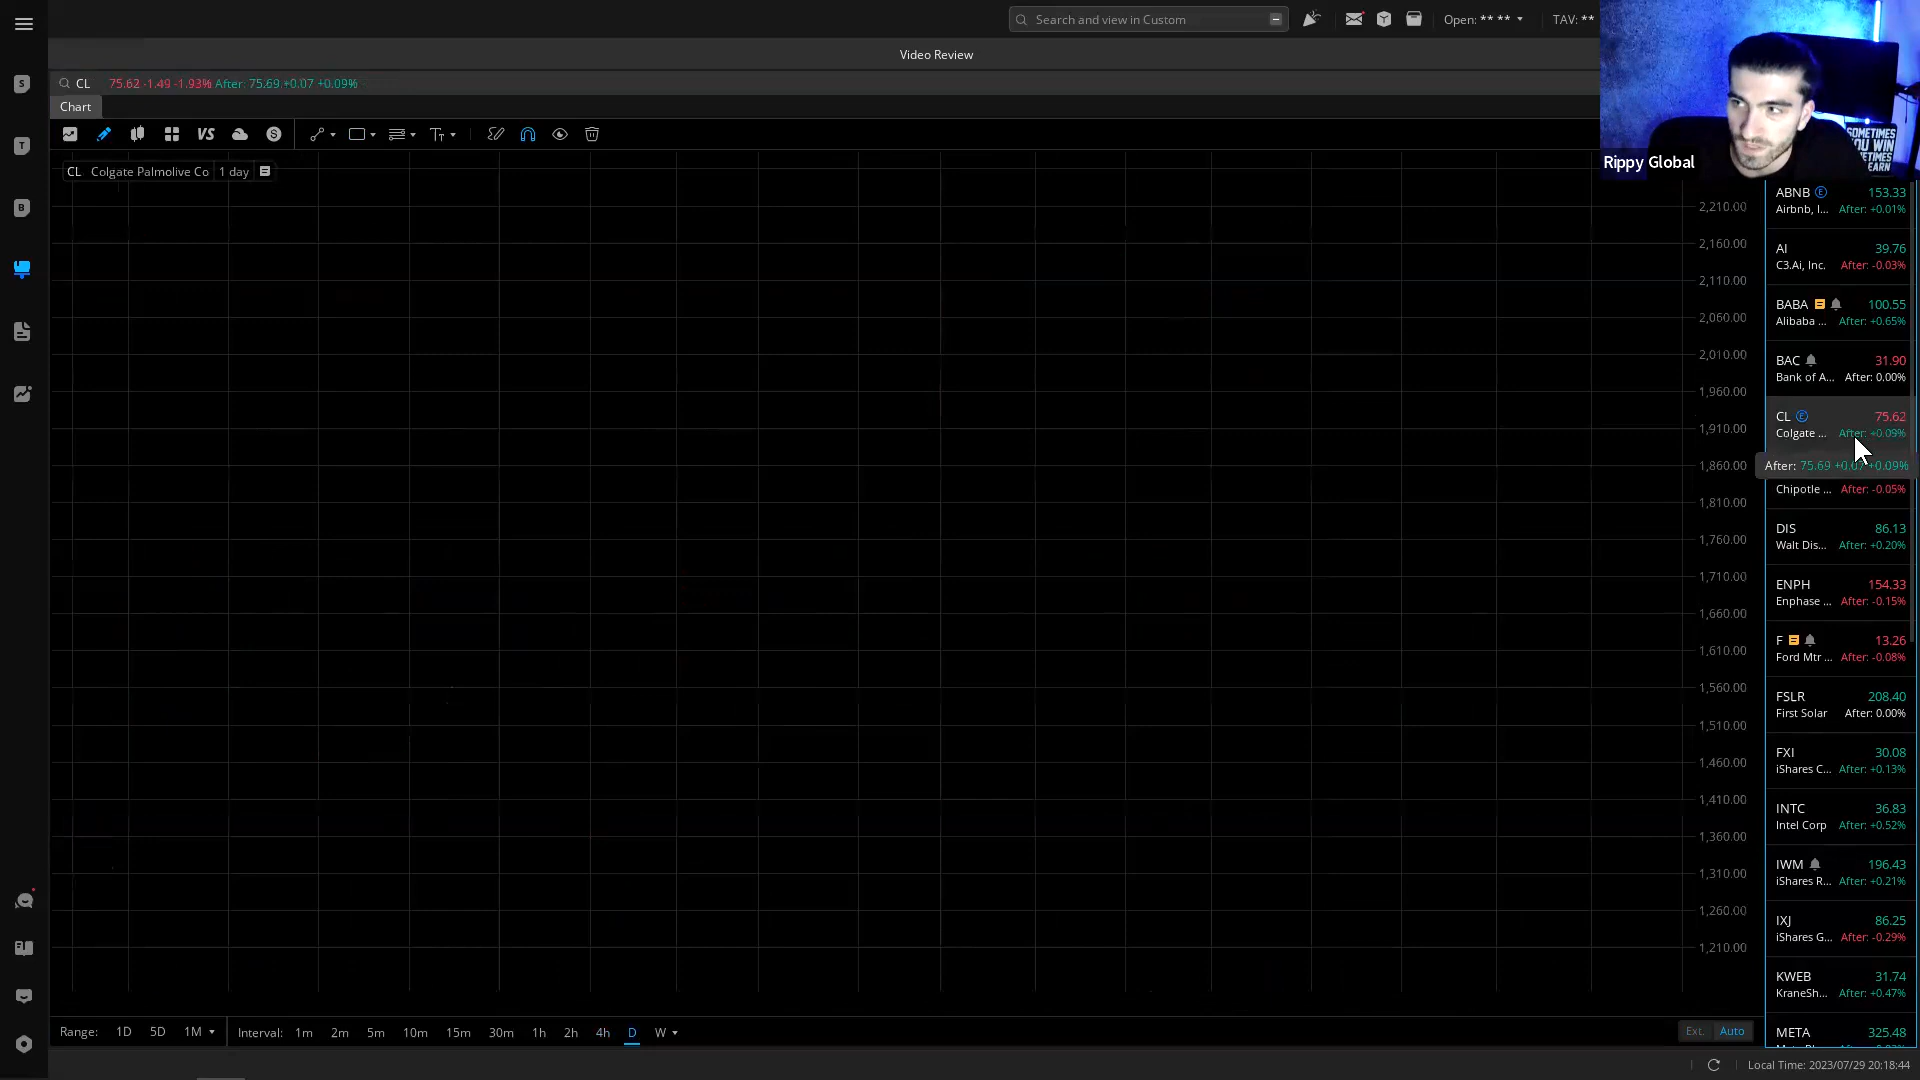 Search and view in Custom
Open: ** **
TAV: **
Video Review
CL 75.62 -1.49 -1.93% After: 75.69 +0.07 +0.09%
Chart
VS
CL Colgate Palmolive Co 1 day
Rippy Global
SOMETIMES
YOU WIN
2,210.00
2,160.00
2,110.00
2,060.00
2,010.00
1,960.00
1,910.00
1,860.00
1,810.00
1,760.00
1,710.00
1,660.00
1,610.00
1,560.00
1,510.00
1,460.00
1,410.00
1,360.00
1,310.00
1,260.00
1,210.00
ABNB E 153.33
Airbnb, I... After: +0.01%
AI 39.76
C3.Ai, Inc. After: -0.03%
BABA 100.55
Alibaba ... After: +0.65%
BAC 31.90
Bank of A... After: 0.00%
CL E 75.62
Colgate ... After: +0.09%
After: 75.69 +0.07 +0.09%
Chipotle ... After: -0.05%
DIS 86.13
Walt Dis... After: +0.20%
ENPH 154.33
Enphase ... After: -0.15%
F 13.26
Ford Mtr ... After: -0.08%
FSLR 208.40
First Solar After: 0.00%
FXI 30.08
iShares C... After: +0.13%
INTC 36.83
Intel Corp After: +0.52%
IWM 196.43
iShares R... After: +0.21%
IXJ 86.25
iShares G... After: -0.29%
KWEB 31.74
KraneSh... After: +0.47%
META 325.48
Range: 1D 5D 1M Interval: 1m 2m 5m 10m 15m 30m 1h 2h 4h D W
Ext. Auto
Local Time: 2023/07/29 20:18:44